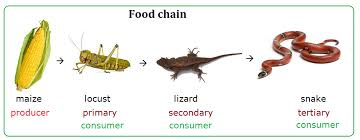 Food chain
maize locust lizard snake
producer primary secondary tertiary
consumer consumer consumer